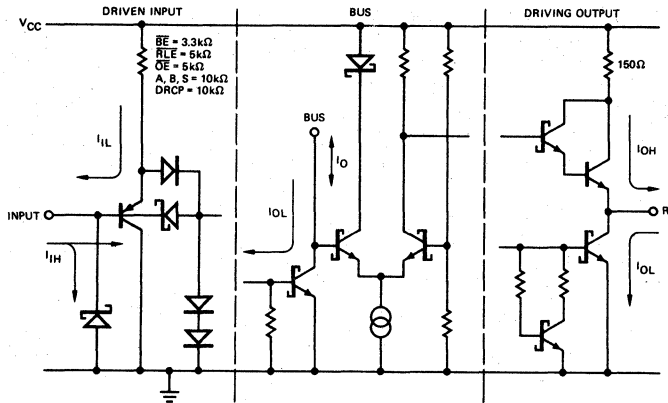 DRIVEN INPUT
BUS
DRIVING OUTPUT
VCC
BE = 3.3kΩ
RLE = 5kΩ
OE = 5kΩ
A, B, S = 10kΩ
DRCP = 10kΩ
150Ω
BUS
IIL
IO
IOH
INPUT
IOL
R
IIH
IOL